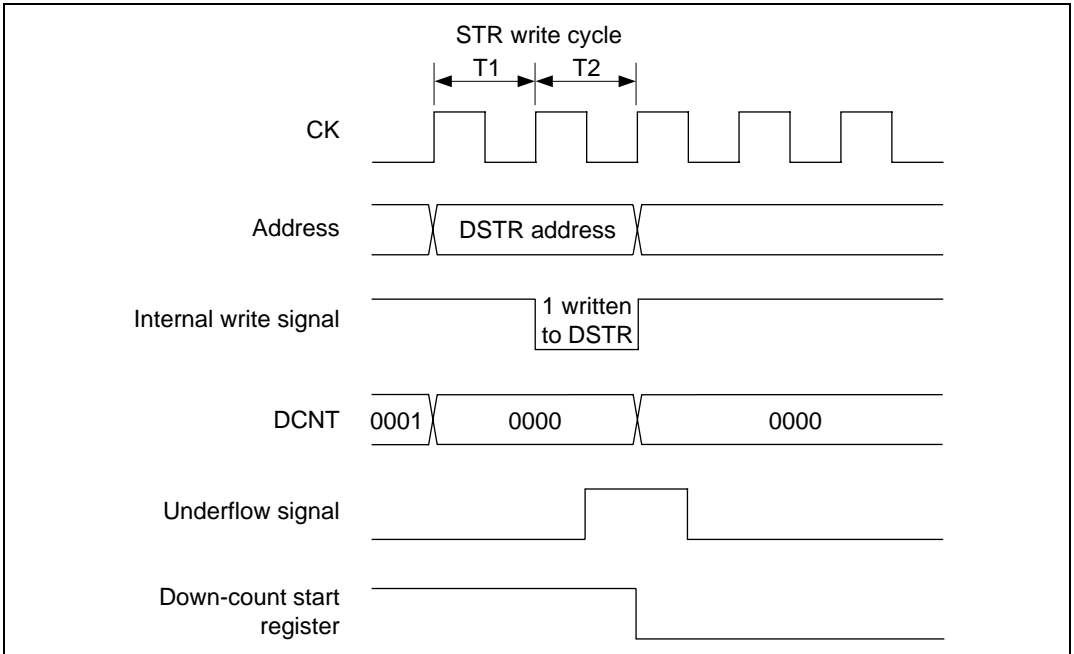 STR write cycle
T1 T2
CK
Address DSTR address
Internal write signal 1 written
to DSTR
DCNT 0001 0000 0000
Underflow signal
Down-count start
register